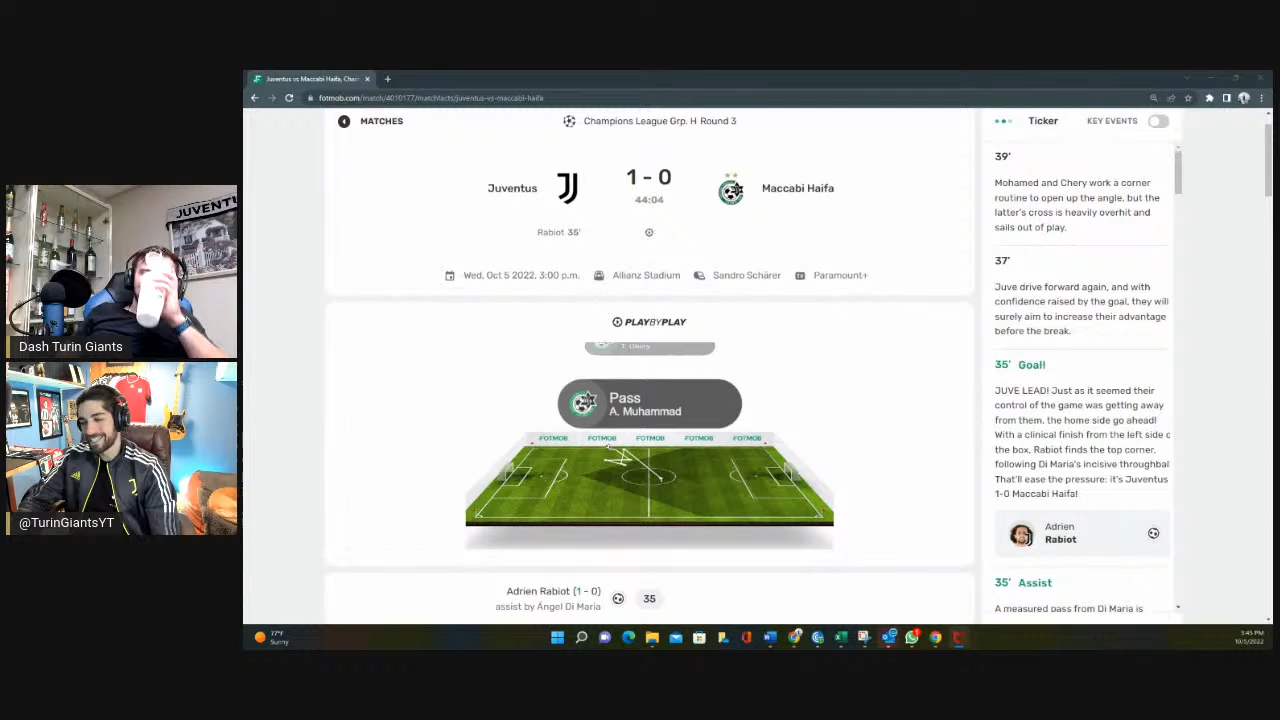 JUVENTU
Dash Turin Giants
@TurinGiantsYT
Juventus vs Maccabi Haifa, Cha
fotmob.com/match/4010177/matchfacts/juventus-vs-maccabi-haifa
MATCHES
Champions League Grp. H Round 3
Juventus
1 - 0
44:04
Maccabi Haifa
Rabiot 35'
Wed, Oct 5 2022, 3:00 p.m.
Allianz Stadium
Sandro Schärer
Paramount+
PLAYBYPLAY
T. Chery
Pass
A. Muhammad
FOTMOB FOTMOB FOTMOB FOTMOB FOTMOB
Adrien Rabiot (1 - 0)
assist by Ángel Di María
35
Ticker
KEY EVENTS
39'
Mohamed and Chery work a corner
routine to open up the angle, but the
latter's cross is heavily overhit and
sails out of play.
37'
Juve drive forward again, and with
confidence raised by the goal, they will
surely aim to increase their advantage
before the break.
35' Goal!
JUVE LEAD! Just as it seemed their
control of the game was getting away
from them, the home side go ahead!
With a clinical finish from the left side o
the box, Rabiot finds the top corner,
following Di Maria's incisive throughbal
That'll ease the pressure: it's Juventus
1-0 Maccabi Haifa!
Adrien
Rabiot
35' Assist
A measured pass from Di Maria is
77°F
Sunny
3:45 PM
10/5/2022